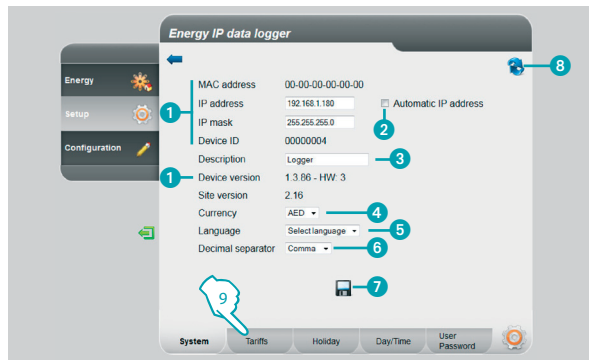 Energy IP data logger
8
Energy
Setup
Configuration
1
MAC address 00-00-00-00-00-00
IP address 192.168.1.180 Automatic IP address
2
IP mask 255.255.255.0
Device ID 00000004
Description Logger 3
1 Device version 1.3.86 - HW: 3
Site version 2.16
Currency AED 4
Language Select language 5
Decimal separator Comma 6
7
9
System Tariffs Holiday Day/Time User Password